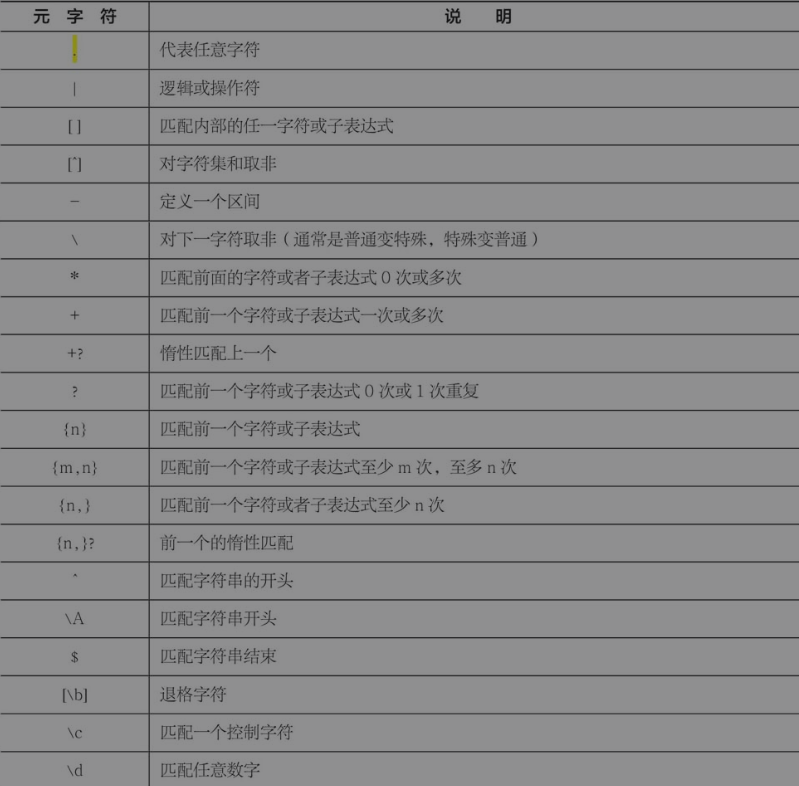 元 字 符 说 明
. 代表任意字符
| 逻辑或操作符
[ ] 匹配内部的任一字符或子表达式
[^] 对字符集和取非
- 定义一个区间
\ 对下一字符取非（通常是普通变特殊，特殊变普通）
* 匹配前面的字符或者子表达式 0 次或多次
+ 匹配前一个字符或子表达式一次或多次
+? 惰性匹配上一个
? 匹配前一个字符或子表达式 0 次或 1 次重复
{n} 匹配前一个字符或子表达式
{m,n} 匹配前一个字符或子表达式至少 m 次，至多 n 次
{n,} 匹配前一个字符或者子表达式至少 n 次
{n,}? 前一个的惰性匹配
^ 匹配字符串的开头
\A 匹配字符串开头
$ 匹配字符串结束
[\b] 退格字符
\c 匹配一个控制字符
\d 匹配任意数字